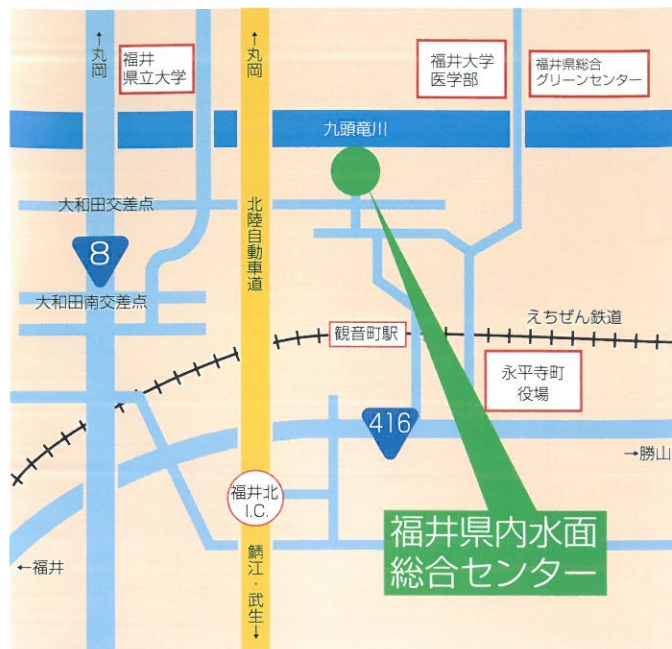 ↑丸岡
福井
県立大学
↑丸岡
福井大学
医学部
福井県総合
グリーンセンター
九頭竜川
大和田交差点
北陸自動車道
8
大和田南交差点
えちぜん鉄道
観音町駅
永平寺町
役場
416
→勝山
福井北
I.C.
福井県内水面
総合センター
←福井
鯖江・武生↓